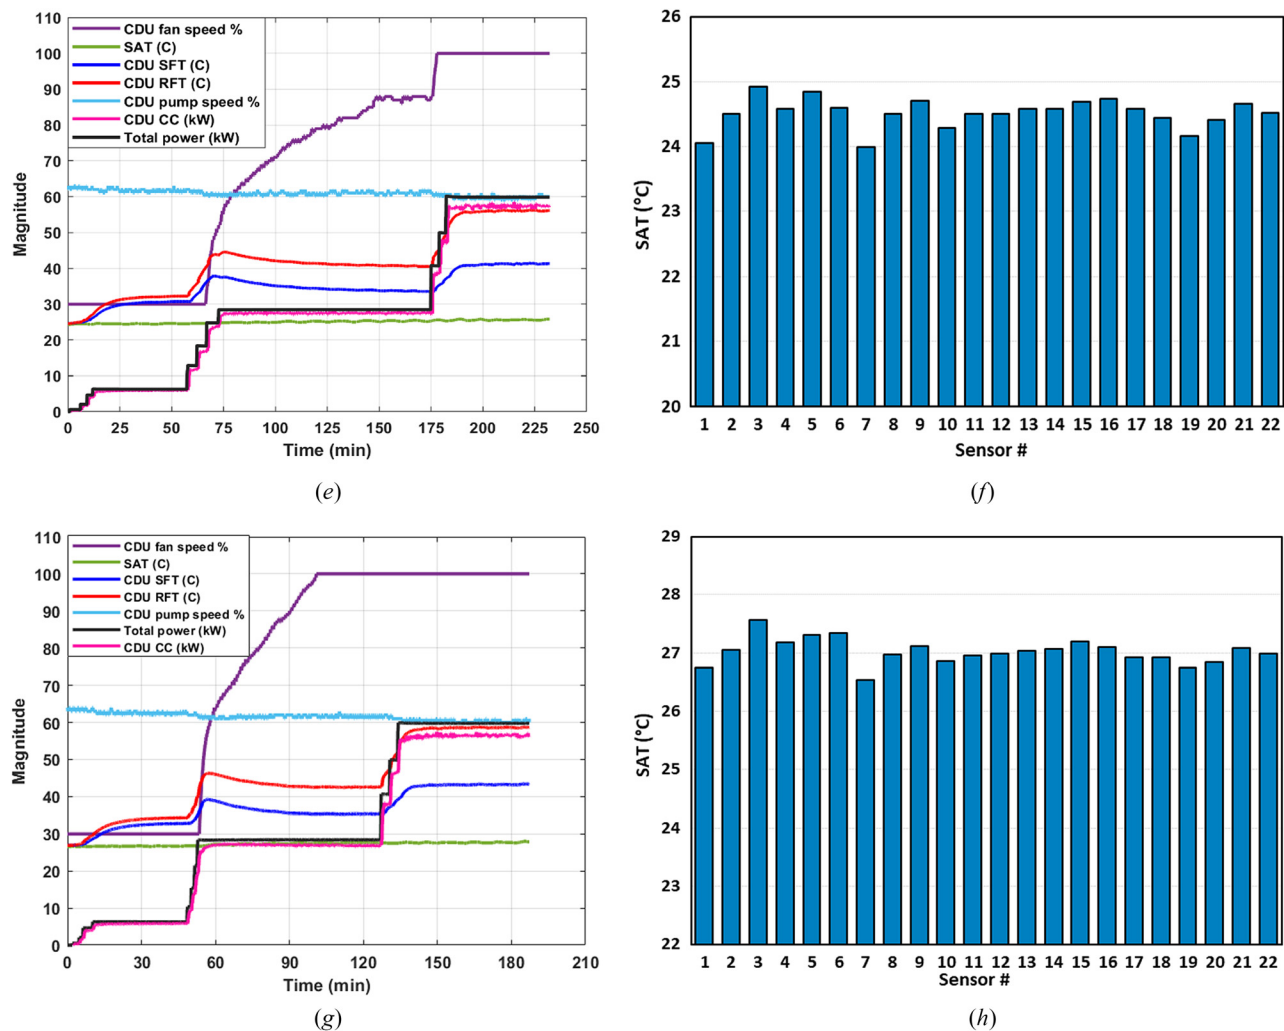 110
100
90
80
70
60
50
40
30
20
10
0
Magnitude
CDU fan speed %
SAT (C)
CDU SFT (C)
CDU RFT (C)
CDU pump speed %
CDU CC (kW)
Total power (kW)
0 25 50 75 100 125 150 175 200 225 250
Time (min)
(e)
26
25
24
23
22
21
20
SAT (°C)
1 2 3 4 5 6 7 8 9 10 11 12 13 14 15 16 17 18 19 20 21 22
Sensor #
(f)
110
100
90
80
70
60
50
40
30
20
10
0
Magnitude
CDU fan speed %
SAT (C)
CDU SFT (C)
CDU RFT (C)
CDU pump speed %
Total power (kW)
CDU CC (kW)
0 30 60 90 120 150 180 210
Time (min)
(g)
29
28
27
26
25
24
23
22
SAT (°C)
1 2 3 4 5 6 7 8 9 10 11 12 13 14 15 16 17 18 19 20 21 22
Sensor #
(h)